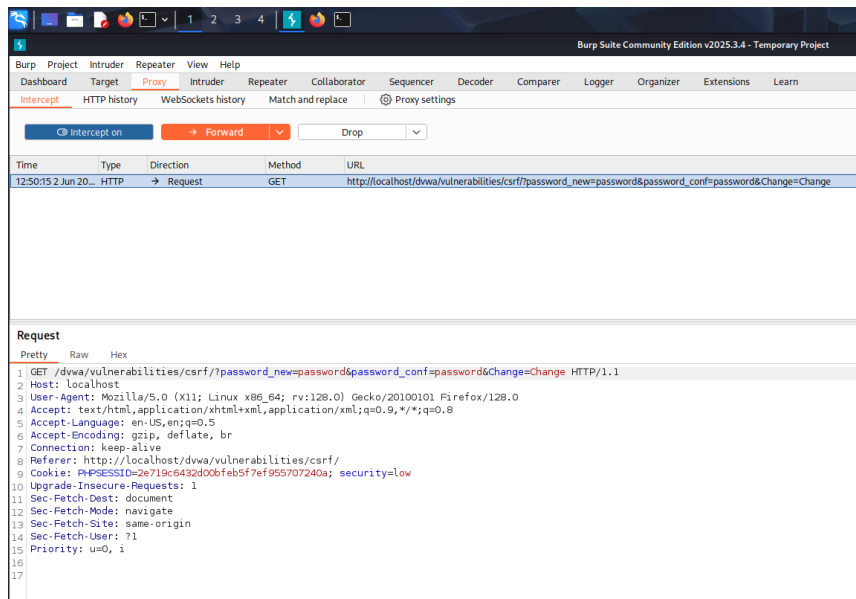 1 2 3 4
Burp Suite Community Edition v2025.3.4 - Temporary Project
Burp Project Intruder Repeater View Help
Dashboard Target Proxy Intruder Repeater Collaborator Sequencer Decoder Comparer Logger Organizer Extensions Learn
Intercept HTTP history WebSockets history Match and replace Proxy settings
Intercept on → Forward Drop
Time Type Direction Method URL
12:50:15 2 Jun 20... HTTP → Request GET http://localhost/dvwa/vulnerabilities/csrf/?password_new=password&password_conf=password&Change=Change
Request
Pretty Raw Hex
1 GET /dvwa/vulnerabilities/csrf/?password_new=password&password_conf=password&Change=Change HTTP/1.1
2 Host: localhost
3 User-Agent: Mozilla/5.0 (X11; Linux x86_64; rv:128.0) Gecko/20100101 Firefox/128.0
4 Accept: text/html,application/xhtml+xml,application/xml;q=0.9,*/*;q=0.8
5 Accept-Language: en-US,en;q=0.5
6 Accept-Encoding: gzip, deflate, br
7 Connection: keep-alive
8 Referer: http://localhost/dvwa/vulnerabilities/csrf/
9 Cookie: PHPSESSID=2e719c6432d00bfeb5f7ef955707240a; security=low
10 Upgrade-Insecure-Requests: 1
11 Sec-Fetch-Dest: document
12 Sec-Fetch-Mode: navigate
13 Sec-Fetch-Site: same-origin
14 Sec-Fetch-User: ?1
15 Priority: u=0, i
16
17